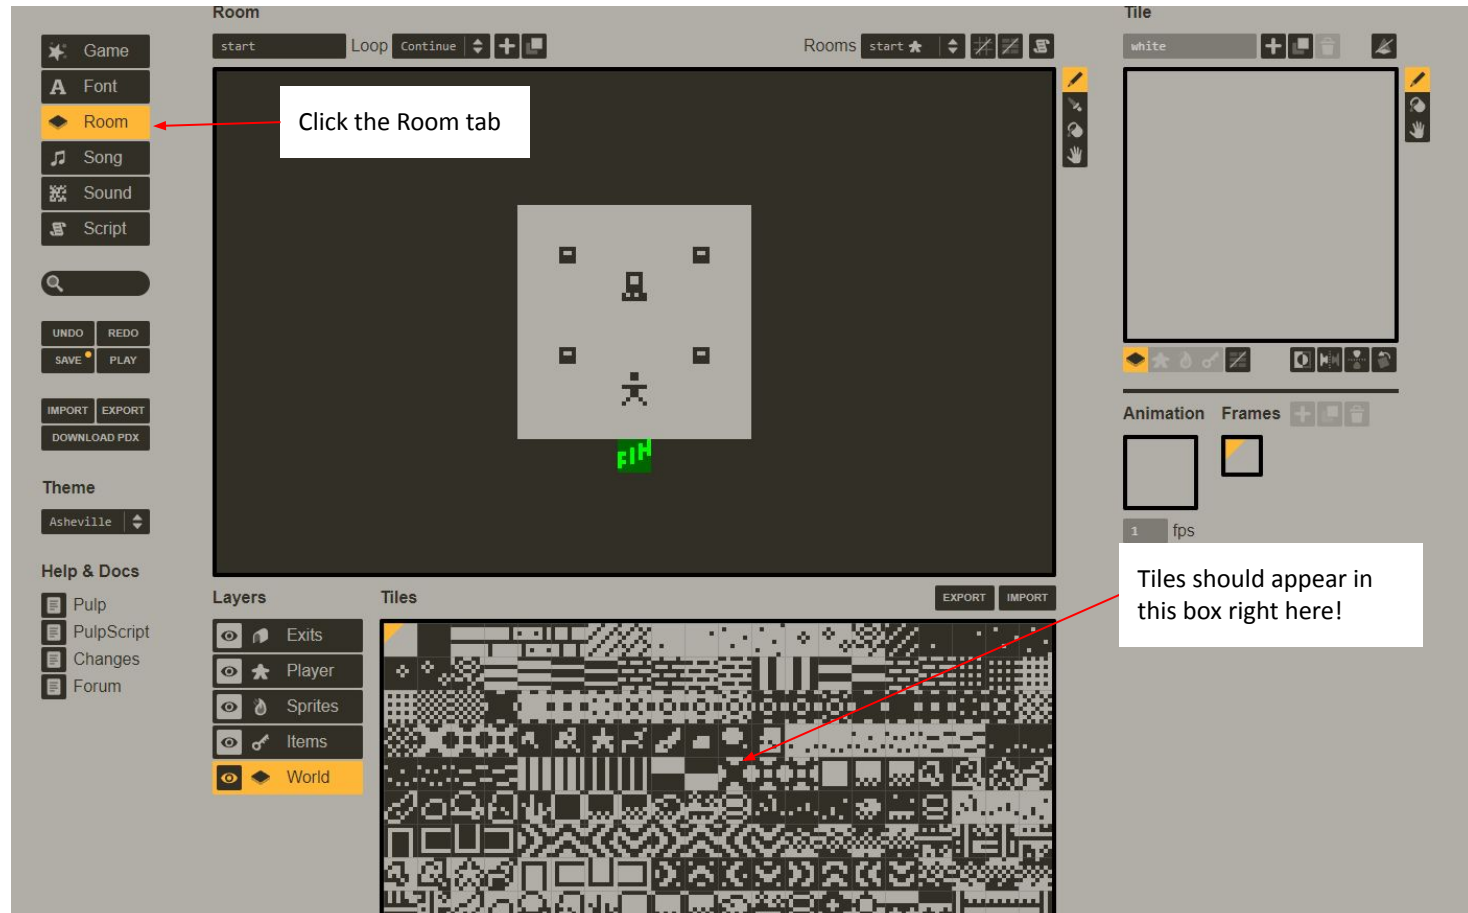 Room
Tile
Game
Font
Room
Song
Sound
Script
start
Loop
Continue
Rooms
start
white
Click the Room tab
FIN
UNDO
REDO
SAVE
PLAY
IMPORT
EXPORT
DOWNLOAD PDX
Theme
Asheville
Help & Docs
Pulp
PulpScript
Changes
Forum
Animation
Frames
1
fps
Tiles should appear in
this box right here!
Layers
Tiles
EXPORT
IMPORT
Exits
Player
Sprites
Items
World